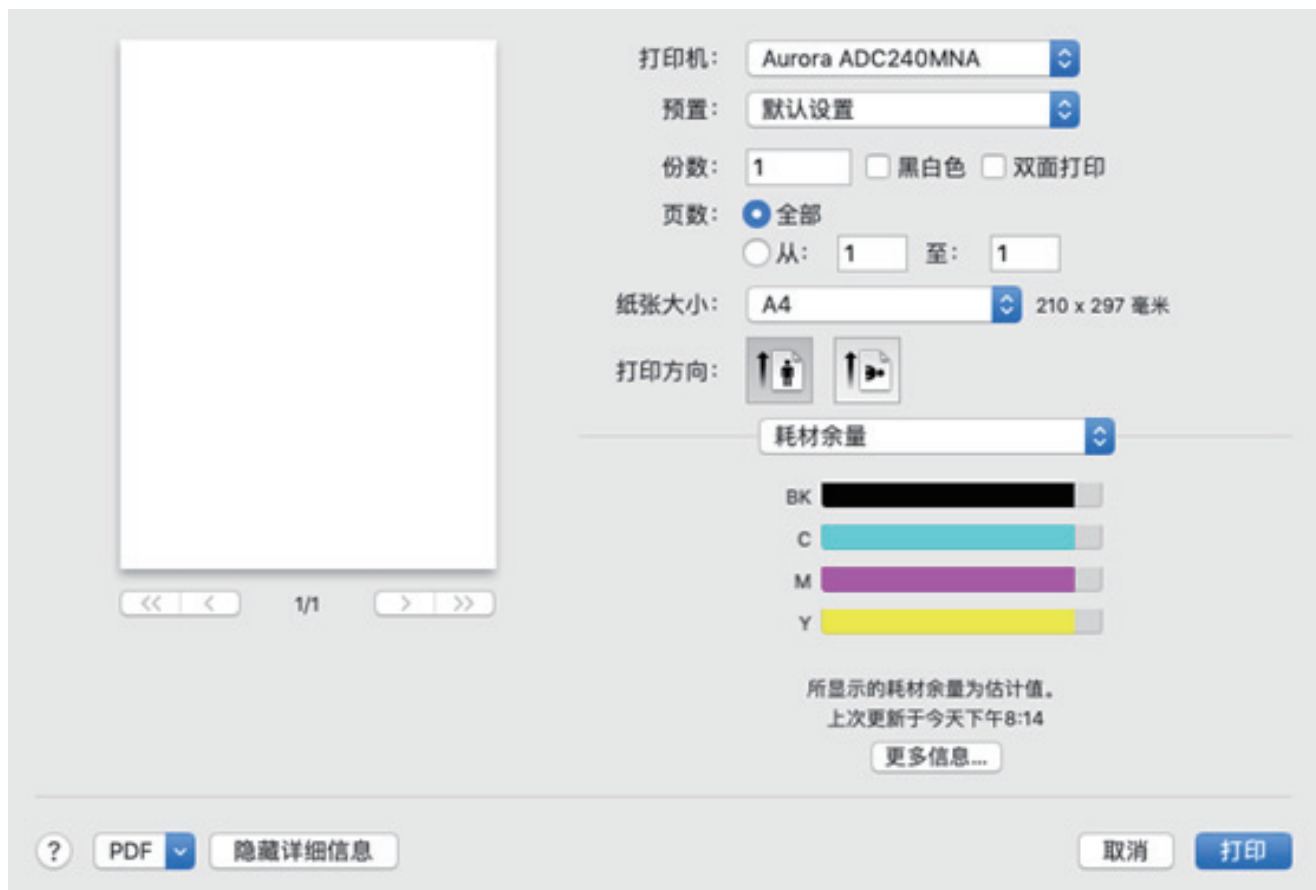 打印机： Aurora ADC240MNA
预置： 默认设置
份数： 1 黑白色 双面打印
页数： 全部
从： 1 至： 1
纸张大小： A4 210 x 297 毫米
打印方向：
耗材余量
BK
C
M
Y
所显示的耗材余量为估计值。
上次更新于今天下午8:14
更多信息...
<< < 1/1 > >>
? PDF 隐藏详细信息 取消 打印